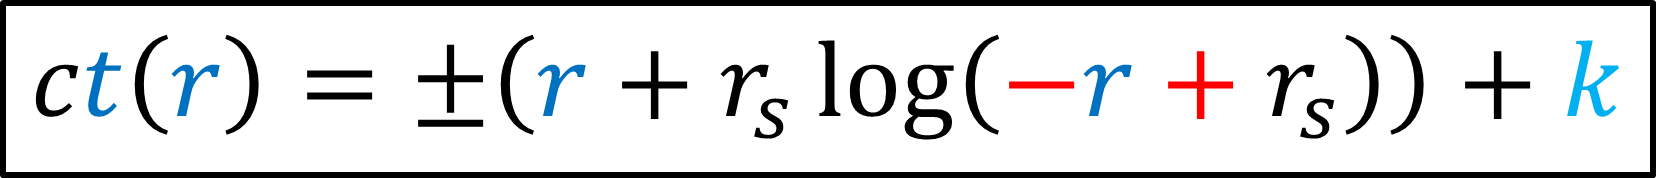 ct(r) = ±(r + r_s log(−r + r_s)) + k